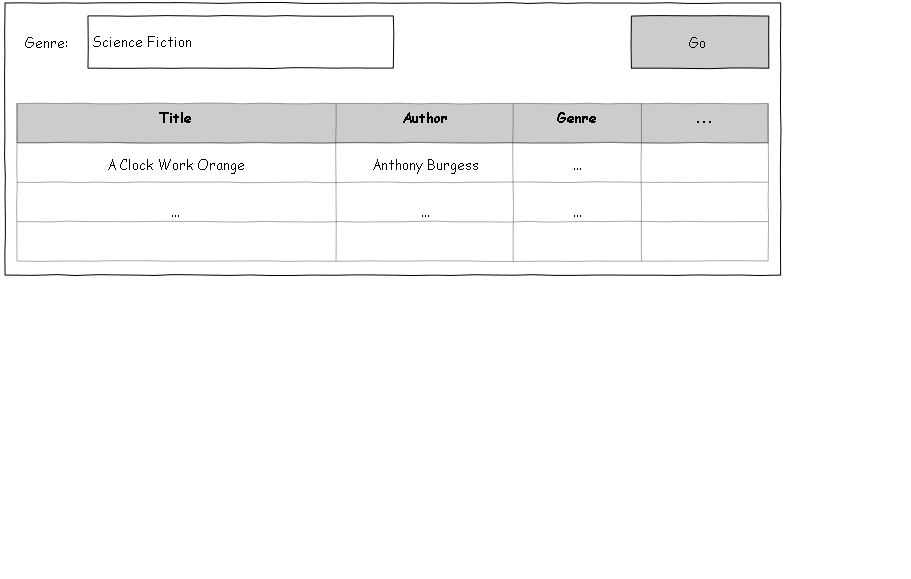 Genre: Science Fiction Go
Title Author Genre ...
A Clock Work Orange Anthony Burgess ...
... ... ...